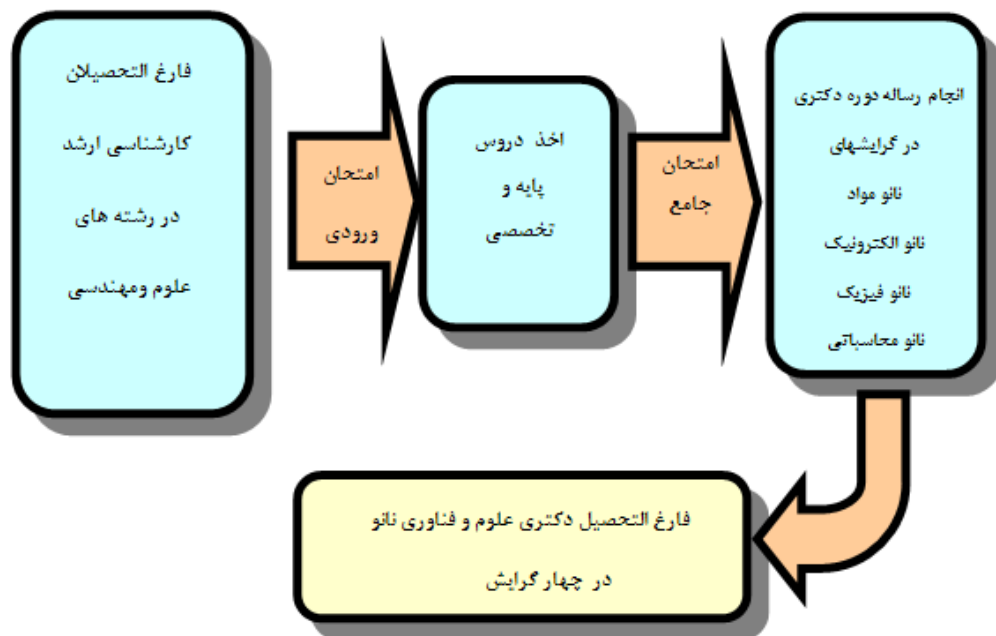 فارغ التحصیلان
کارشناسی ارشد
در رشته های
علوم ومهندسی
امتحان
ورودی
اخذ دروس
پایه و
تخصصی
امتحان
جامع
انجام رساله دوره دکتری
در گرایشهای
نانو مواد
نانو الکترونیک
نانو فیزیک
نانو محاسباتی
فارغ التحصیل دکتری علوم و فناوری نانو
در چهار گرایش